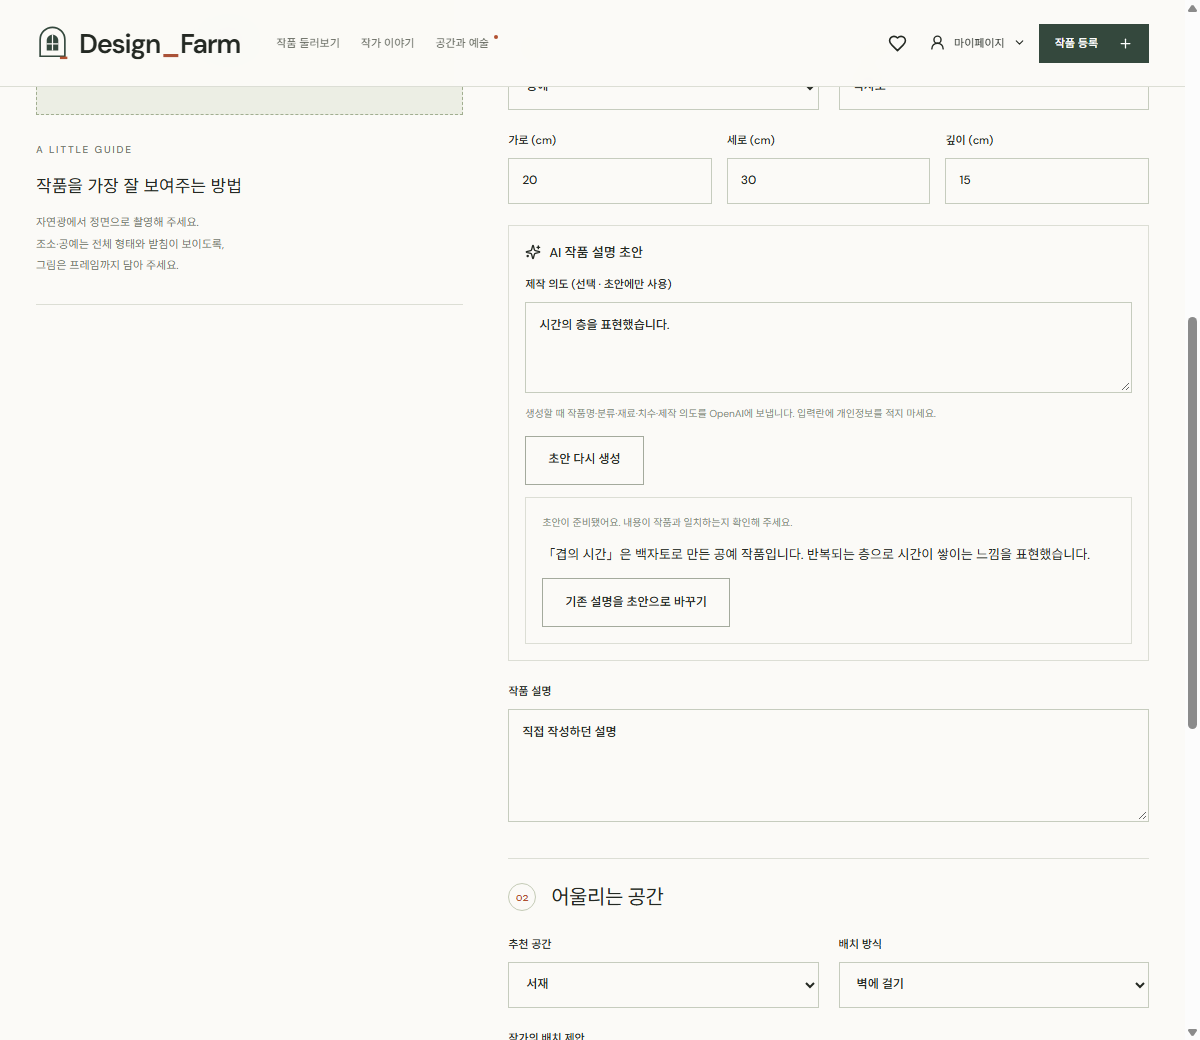 Design_Farm
작품 둘러보기
작가 이야기
공간과 예술
마이페이지
작품 등록
A LITTLE GUIDE
작품을 가장 잘 보여주는 방법
자연광에서 정면으로 촬영해 주세요.
조소·공예는 전체 형태와 받침이 보이도록,
그림은 프레임까지 담아 주세요.
가로 (cm)
세로 (cm)
깊이 (cm)
20
30
15
AI 작품 설명 초안
제작 의도 (선택 · 초안에만 사용)
시간의 층을 표현했습니다.
생성할 때 작품명·분류·재료·치수·제작 의도를 OpenAI에 보냅니다. 입력란에 개인정보를 적지 마세요.
초안 다시 생성
초안이 준비됐어요. 내용이 작품과 일치하는지 확인해 주세요.
「겹의 시간」은 백자토로 만든 공예 작품입니다. 반복되는 층으로 시간이 쌓이는 느낌을 표현했습니다.
기존 설명을 초안으로 바꾸기
작품 설명
직접 작성하던 설명
02
어울리는 공간
추천 공간
배치 방식
서재
벽에 걸기
작가의 배치 제안